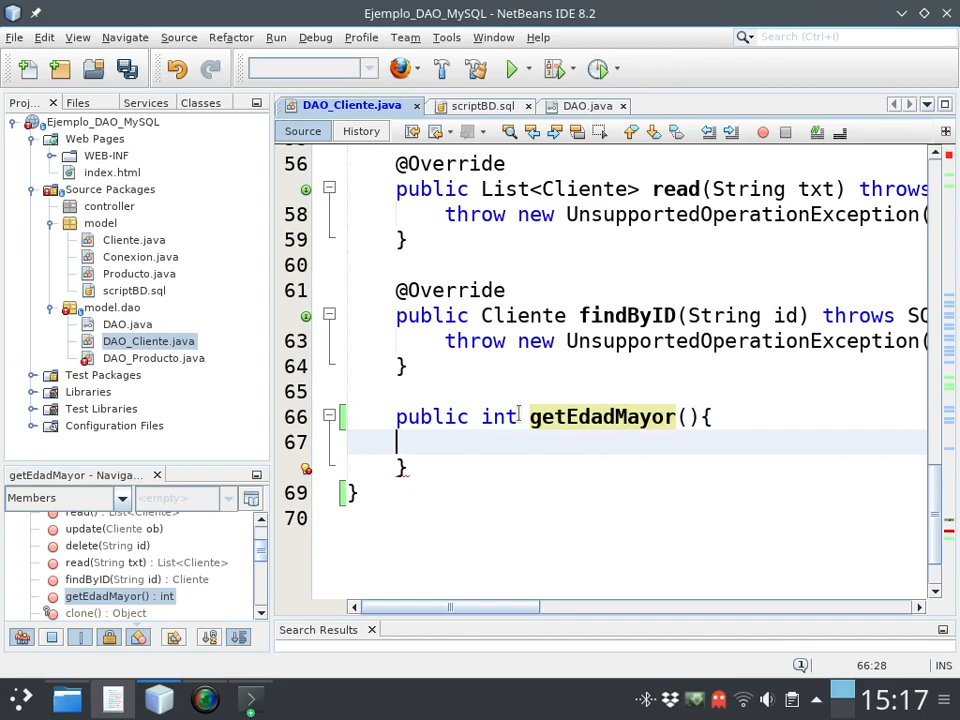 Ejemplo_DAO_MySQL - NetBeans IDE 8.2
File Edit View Navigate Source Refactor Run Debug Profile Team Tools Window Help
Search (Ctrl+I)
Proj... Files Services Classes
DAO_Cliente.java scriptBD.sql DAO.java
Source History
Ejemplo_DAO_MySQL
Web Pages
WEB-INF
index.html
Source Packages
controller
model
Cliente.java
Conexion.java
Producto.java
scriptBD.sql
model.dao
DAO.java
DAO_Cliente.java
DAO_Producto.java
Test Packages
Libraries
Test Libraries
Configuration Files
56 @Override
public List<Cliente> read(String txt) throws
58 throw new UnsupportedOperationException(
59 }
60
61 @Override
public Cliente findByID(String id) throws SQ
63 throw new UnsupportedOperationException(
64 }
65
66 public int getEdadMayor(){
67
}
69 }
70
getEdadMayor - Naviga...
Members
<empty>
read() : List<Cliente>
update(Cliente ob)
delete(String id)
read(String txt) : List<Cliente>
findByID(String id) : Cliente
getEdadMayor() : int
clone() : Object
Search Results
66:28 INS
15:17